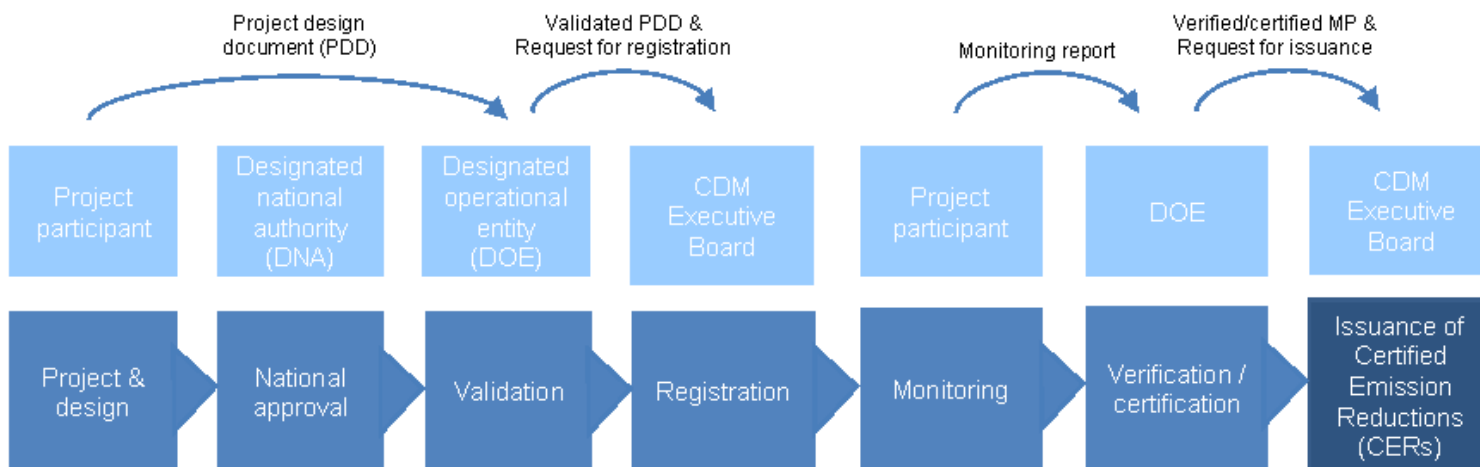 Project design
document (PDD)
Validated PDD &
Request for registration
Monitoring report
Verified/certified MP &
Request for issuance
Project
participant
Designated
national
authority
(DNA)
Designated
operational
entity
(DOE)
CDM
Executive
Board
Project
participant
DOE
CDM
Executive
Board
Project &
design
National
approval
Validation
Registration
Monitoring
Verification /
certification
Issuance of
Certified
Emission
Reductions
(CERs)